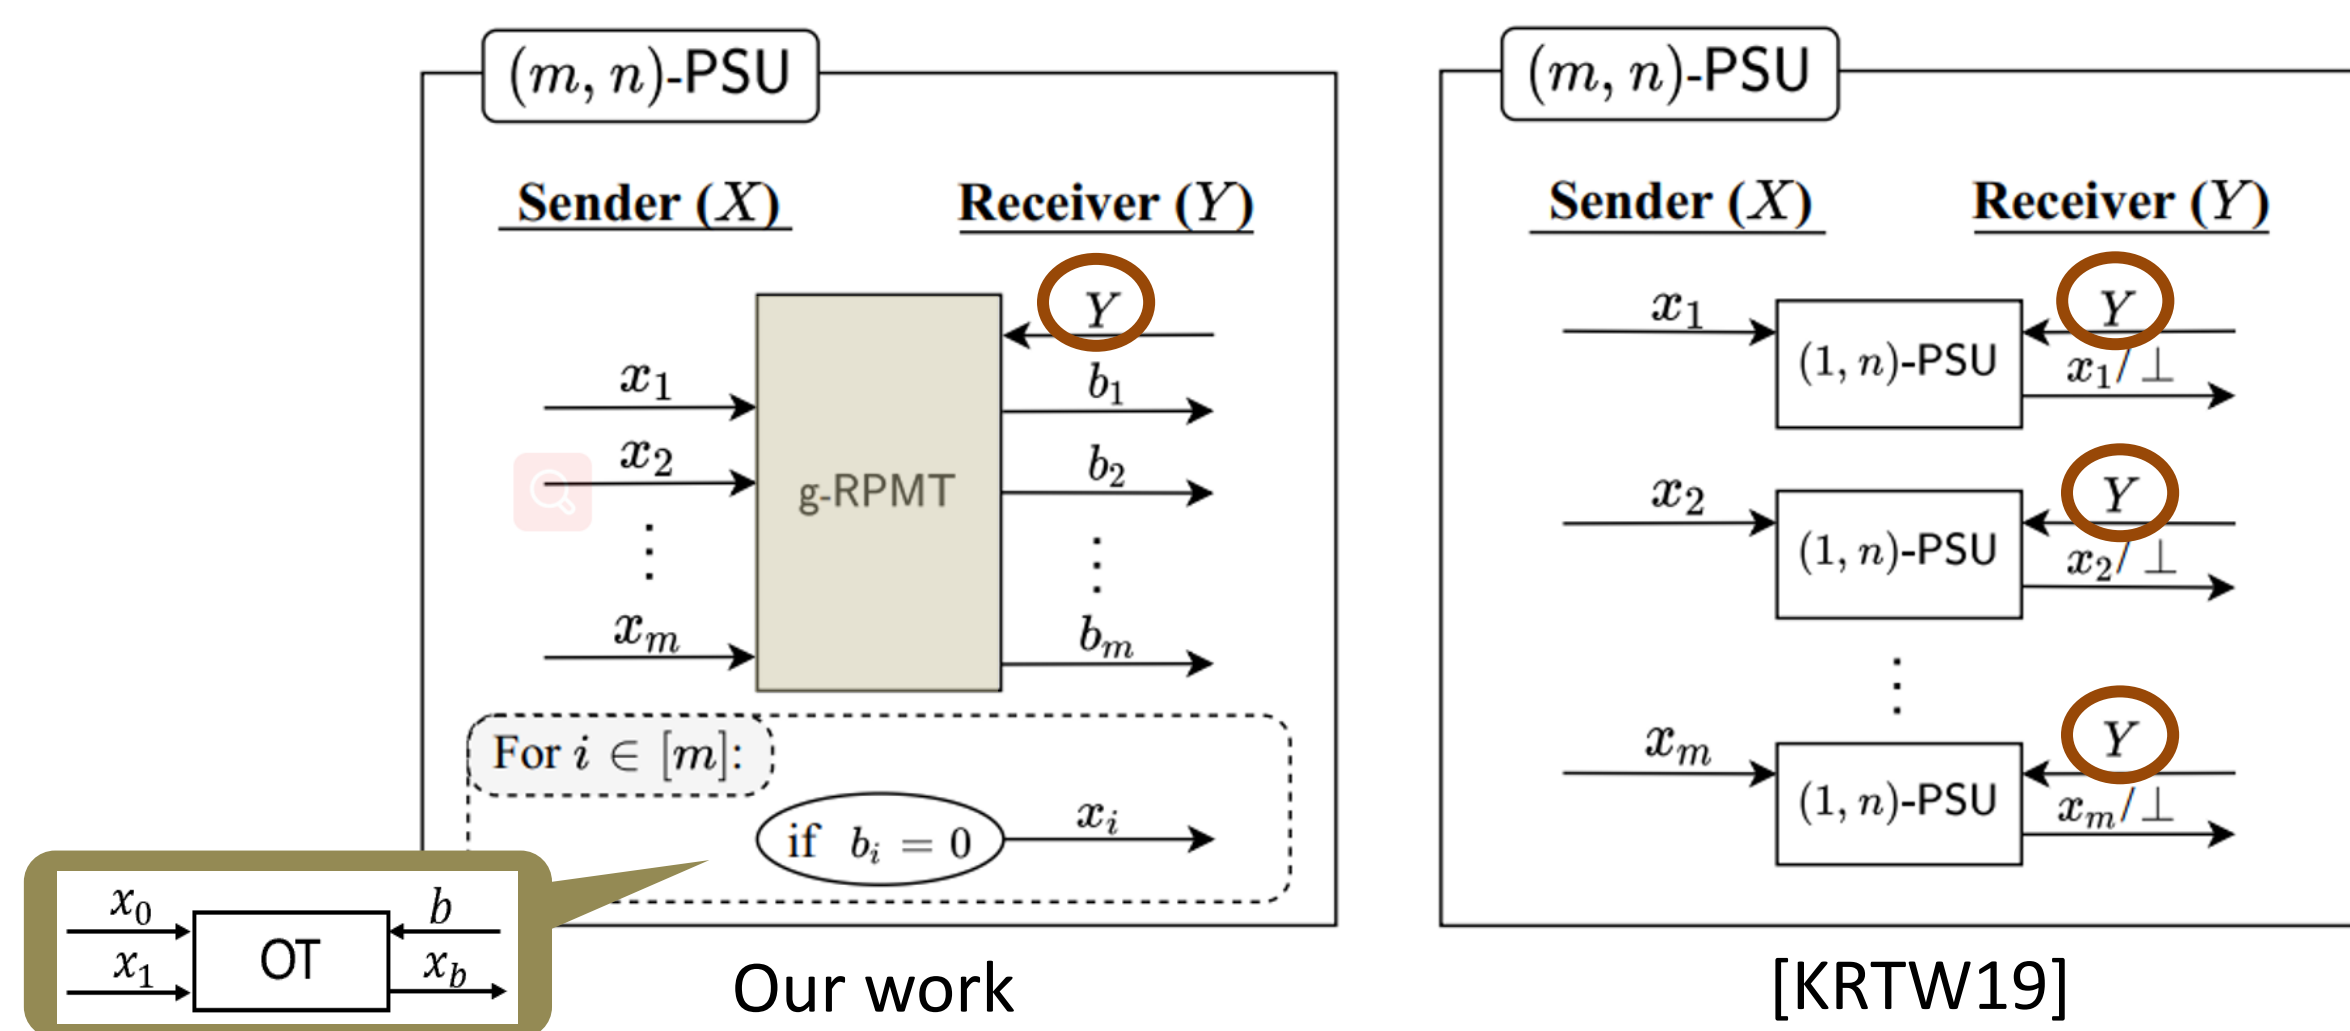 (m, n)-PSU
Sender (X)
Receiver (Y)
Y
x₁
b₁
x₂
b₂
g-RPMT
⋮
⋮
xₘ
bₘ
For i ∈ [m]:
if bᵢ = 0
xᵢ
x₀
b
OT
x₁
x_b
Our work
(m, n)-PSU
Sender (X)
Receiver (Y)
x₁
Y
(1, n)-PSU
x₁/⊥
x₂
Y
(1, n)-PSU
x₂/⊥
⋮
xₘ
Y
(1, n)-PSU
xₘ/⊥
[KRTW19]